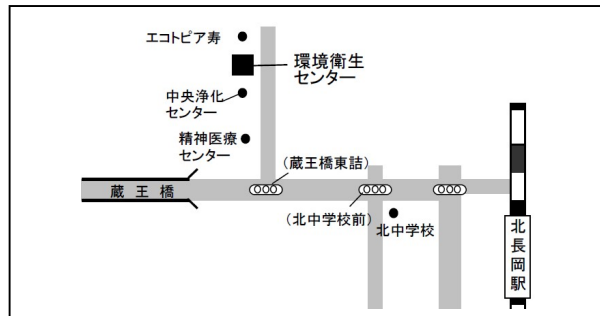 エコトピア寿
環境衛生
センター
中央浄化
センター
精神医療
センター
(蔵王橋東詰)
蔵王橋
(北中学校前)
北中学校
北長岡駅